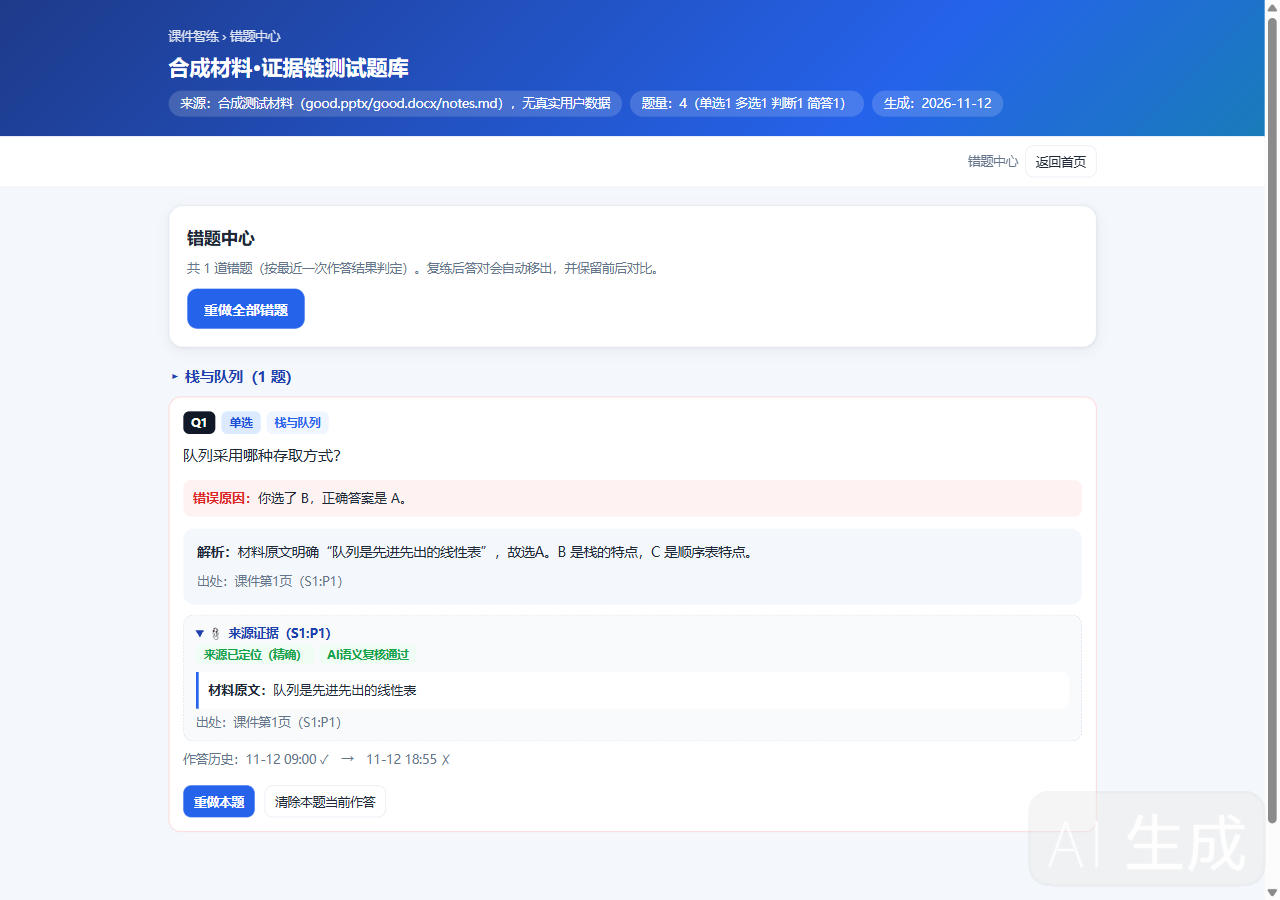 课件智练 › 错题中心
合成材料·证据链测试题库
来源：合成测试材料（good.pptx/good.docx/notes.md），无真实用户数据
题量：4（单选1 多选1 判断1 简答1）
生成：2026-11-12
错题中心
返回首页
错题中心
共 1 道错题（按最近一次作答结果判定）。复练后答对会自动移出，并保留前后对比。
重做全部错题
▸ 栈与队列（1 题）
Q1 单选 栈与队列
队列采用哪种存取方式？
错误原因：你选了 B，正确答案是 A。
解析：材料原文明确“队列是先进先出的线性表”，故选A。B 是栈的特点，C 是顺序表特点。
出处：课件第1页（S1:P1）
▼ 📎 来源证据（S1:P1）
来源已定位（精确） AI语义复核通过
材料原文：队列是先进先出的线性表
出处：课件第1页（S1:P1）
作答历史：11-12 09:00 ✓ → 11-12 18:55 ✗
重做本题 清除本题当前作答
AI 生成